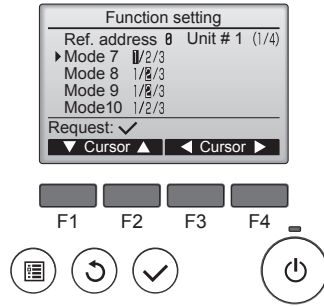 Function setting
Ref. address 0 Unit # 1 (1/4)
Mode 7 1/2/3
Mode 8 1/2/3
Mode 9 1/2/3
Mode10 1/2/3
Request: ✓
▼ Cursor ▲ ◀ Cursor ▶
F1 F2 F3 F4